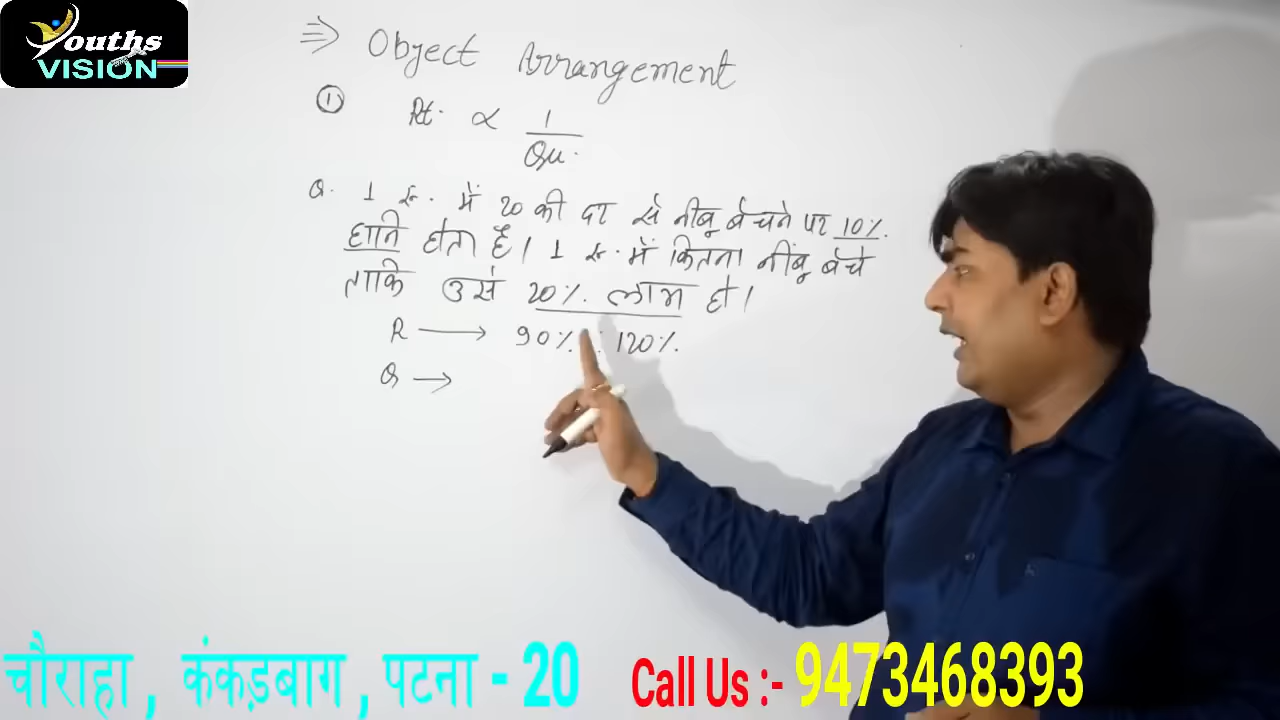 Youths
VISION
⇒ Object Arrangement
① Rt. ∝ 1
Qu.
Q. 1 रु. में 20 की दर से नींबू बेचने पर 10%.
हानि होता है। 1 रु. में कितना नींबू बेचे
ताकि उसे 20%. लाभ हो।
R → 90%. : 120%.
Q →
चौराहा , कंकड़बाग , पटना - 20 Call Us :- 9473468393